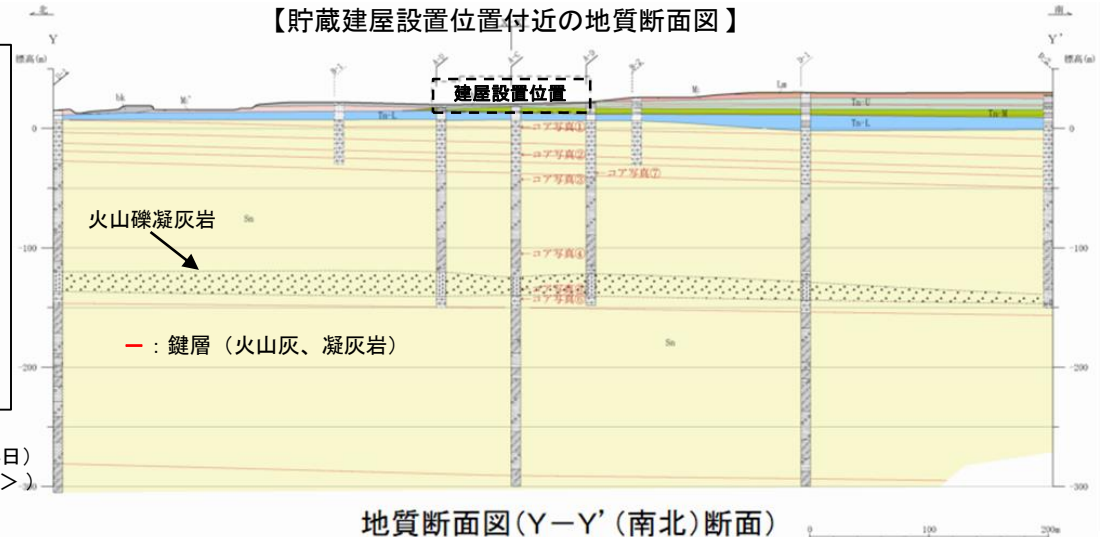 【貯蔵建屋設置位置付近の地質断面図】
北
南
Y
Y'
標高(m)
標高(m)
B-1
A-C
B-2
D-1
建屋設置位置
bk
Lm
Tn-U
Tn-M
Tn-L
Tn-L
0
0
コア写真①
コア写真②
コア写真③
コア写真⑦
Sn
火山礫凝灰岩
-100
-100
コア写真④
コア写真⑥
ー：鍵層（火山灰、凝灰岩）
Sn
-200
-200
日）
＞）
-300
-300
地質断面図(Y－Y’(南北)断面)
0 100 200m